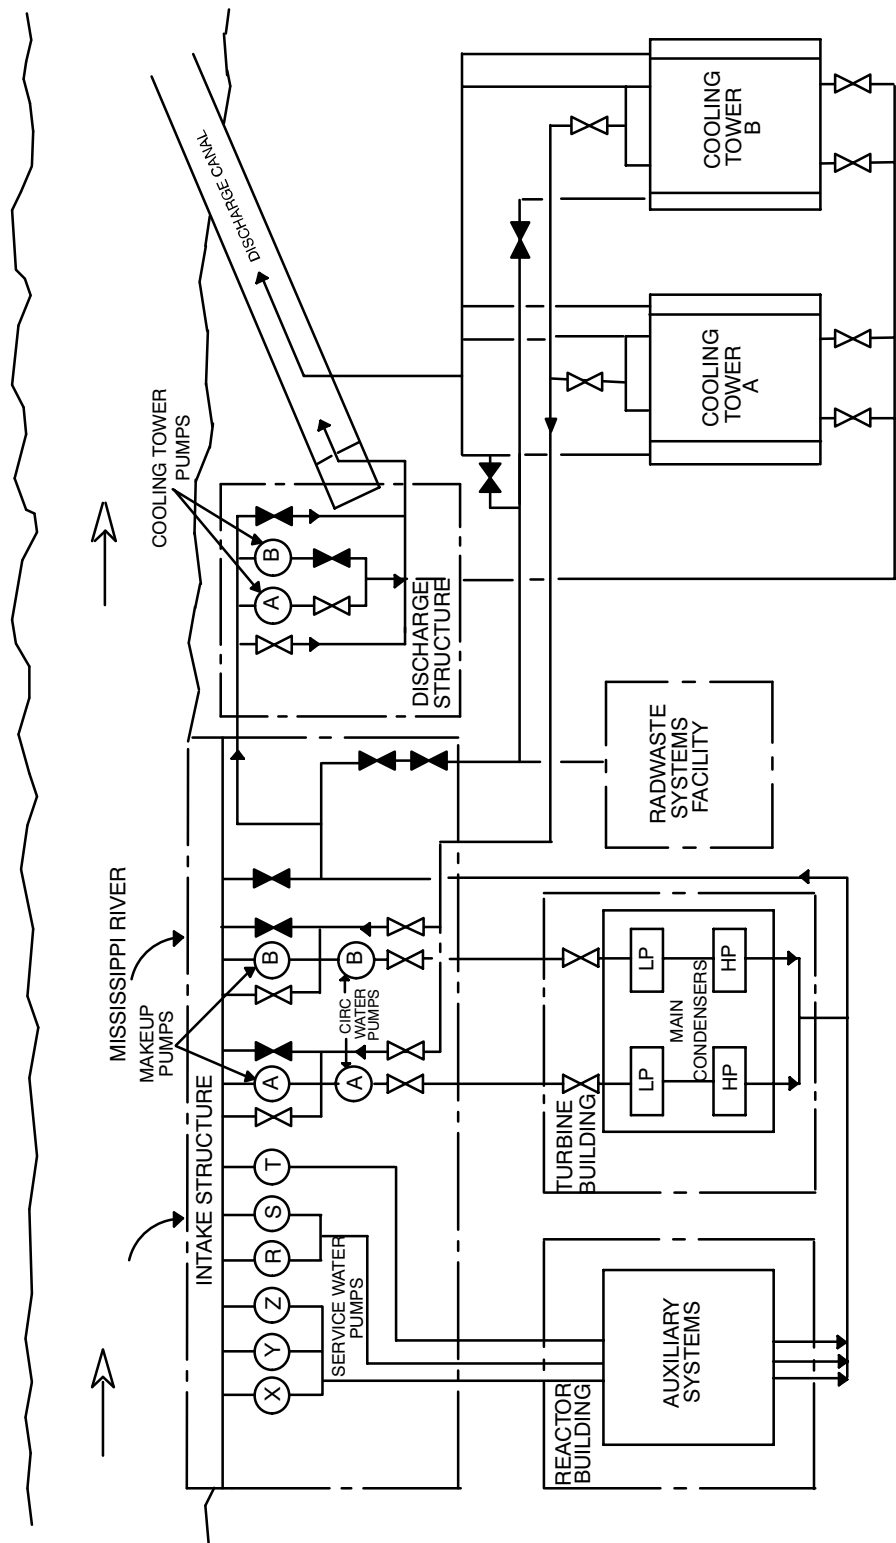 MISSISSIPPI RIVER
INTAKE STRUCTURE
X
Y
Z
R
S
T
SERVICE WATER
PUMPS
MAKEUP
PUMPS
A
B
CIRC
WATER
PUMPS
A
B
COOLING TOWER
PUMPS
A
B
DISCHARGE
STRUCTURE
DISCHARGE CANAL
REACTOR
BUILDING
AUXILIARY
SYSTEMS
TURBINE
BUILDING
LP
HP
MAIN
CONDENSERS
LP
HP
RADWASTE
SYSTEMS
FACILITY
COOLING
TOWER
A
COOLING
TOWER
B